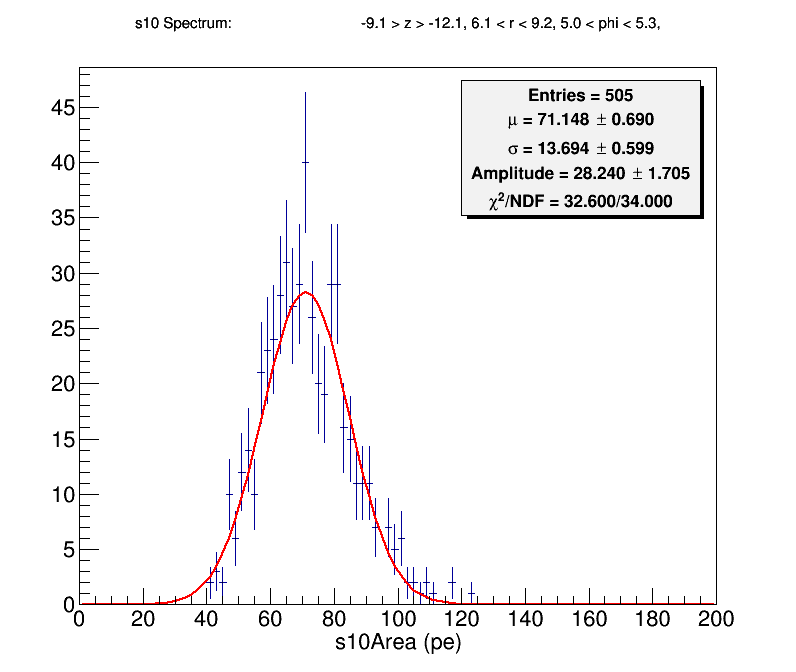 s10 Spectrum: -9.1 > z > -12.1, 6.1 < r < 9.2, 5.0 < phi < 5.3,
Entries = 505
μ = 71.148 ± 0.690
σ = 13.694 ± 0.599
Amplitude = 28.240 ± 1.705
χ²/NDF = 32.600/34.000
45
40
35
30
25
20
15
10
5
0
0 20 40 60 80 100 120 140 160 180 200
s10Area (pe)